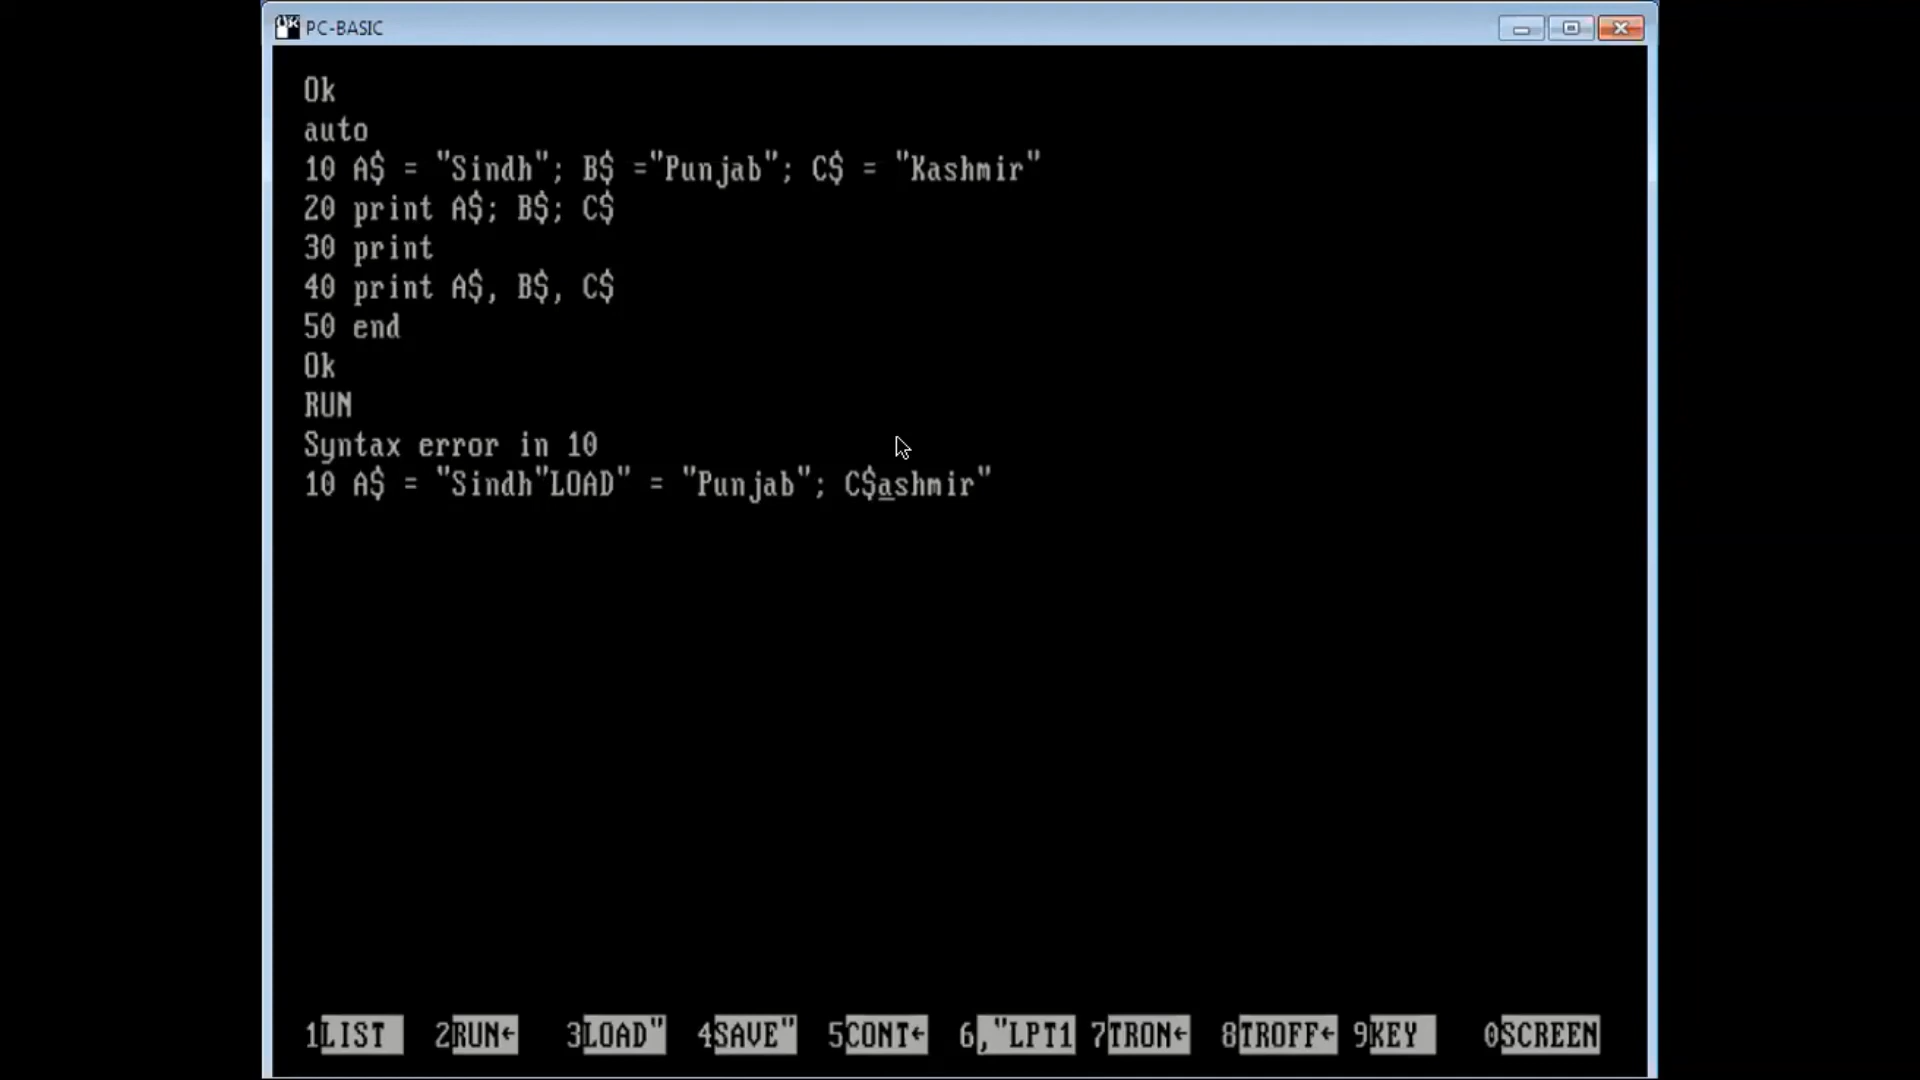 PC-BASIC
Ok
auto
10 A$ = "Sindh"; B$ ="Punjab"; C$ = "Kashmir"
20 print A$; B$; C$
30 print
40 print A$, B$, C$
50 end
Ok
RUN
Syntax error in 10
10 A$ = "Sindh"LOAD" = "Punjab"; C$ashmir"
1LIST 2RUN← 3LOAD" 4SAVE" 5CONT← 6,"LPT1 7TRON← 8TROFF← 9KEY 0SCREEN